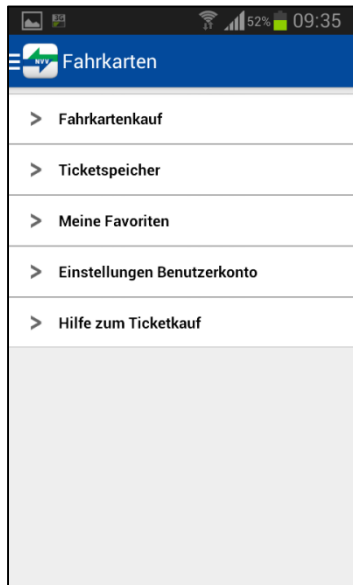 52% 09:35
NVV Fahrkarten
> Fahrkartenkauf
> Ticketspeicher
> Meine Favoriten
> Einstellungen Benutzerkonto
> Hilfe zum Ticketkauf